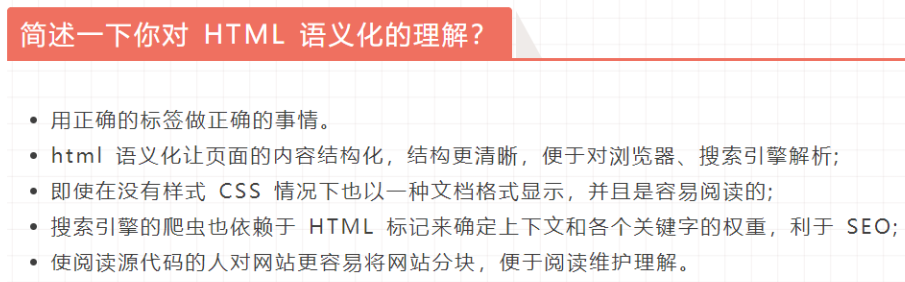 简述一下你对 HTML 语义化的理解？
• 用正确的标签做正确的事情。
• html 语义化让页面的内容结构化，结构更清晰，便于对浏览器、搜索引擎解析;
• 即使在没有样式 CSS 情况下也以一种文档格式显示，并且是容易阅读的;
• 搜索引擎的爬虫也依赖于 HTML 标记来确定上下文和各个关键字的权重，利于 SEO;
• 使阅读源代码的人对网站更容易将网站分块，便于阅读维护理解。